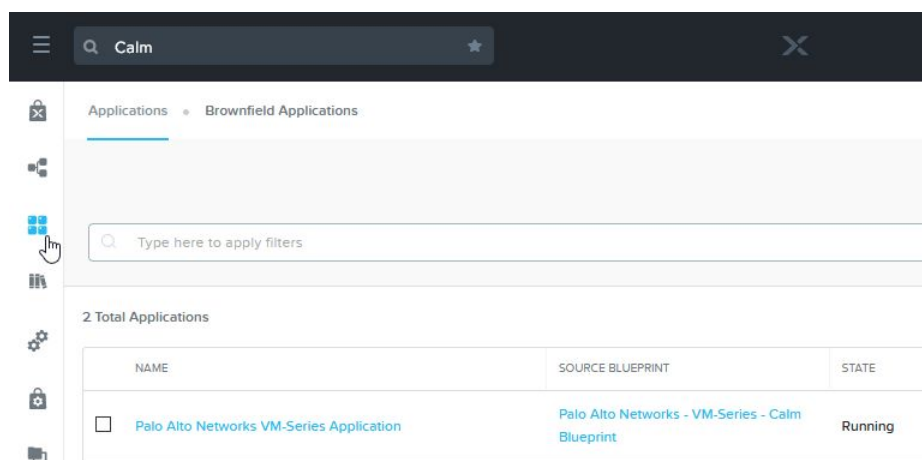 Calm
Applications
Brownfield Applications
Type here to apply filters
2 Total Applications
NAME SOURCE BLUEPRINT STATE
Palo Alto Networks VM-Series Application
Palo Alto Networks - VM-Series - Calm
Blueprint
Running